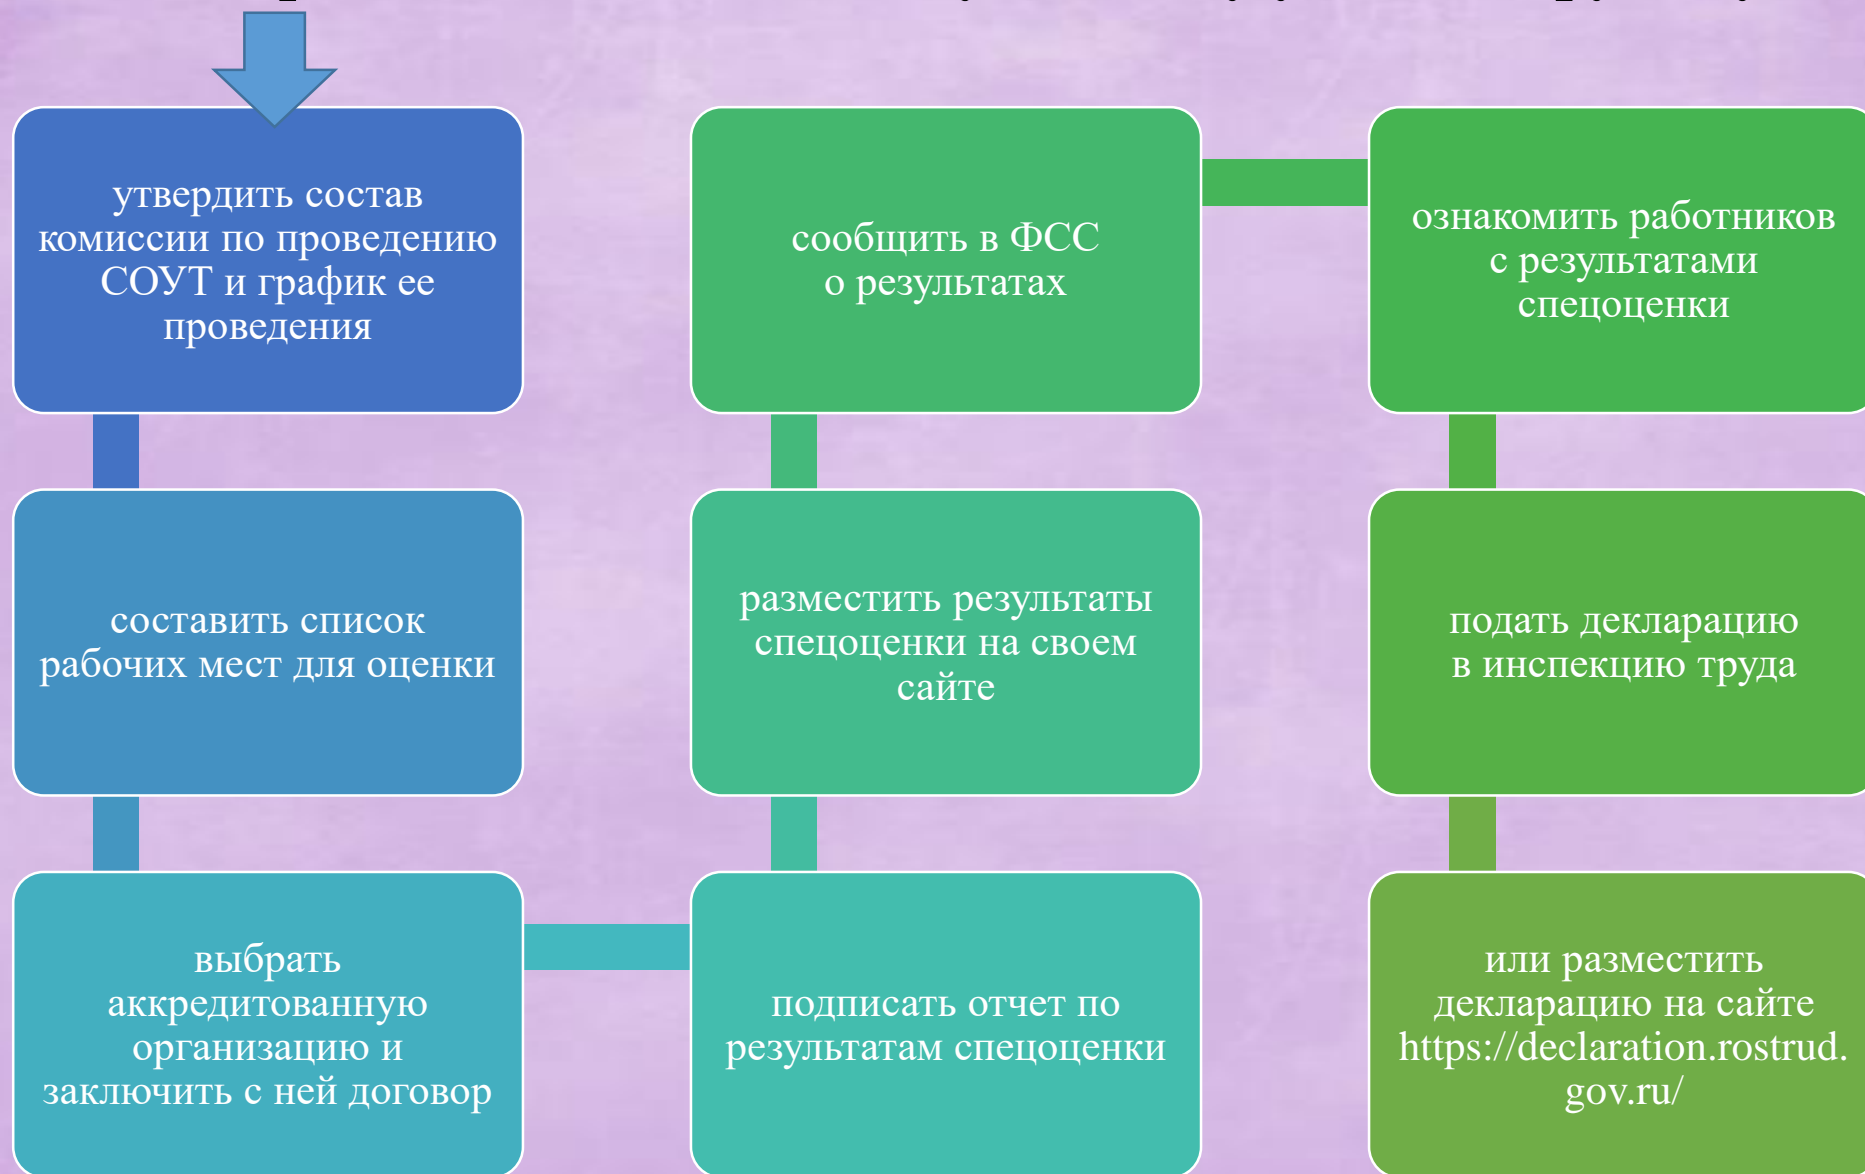 утвердить состав
комиссии по проведению
СОУТ и график ее
проведения
составить список
рабочих мест для оценки
выбрать
аккредитованную
организацию и
заключить с ней договор
подписать отчет по
результатам спецоценки
разместить результаты
спецоценки на своем
сайте
сообщить в ФСС
о результатах
ознакомить работников
с результатами
спецоценки
подать декларацию
в инспекцию труда
или разместить
декларацию на сайте
https://declaration.rostrud.
gov.ru/